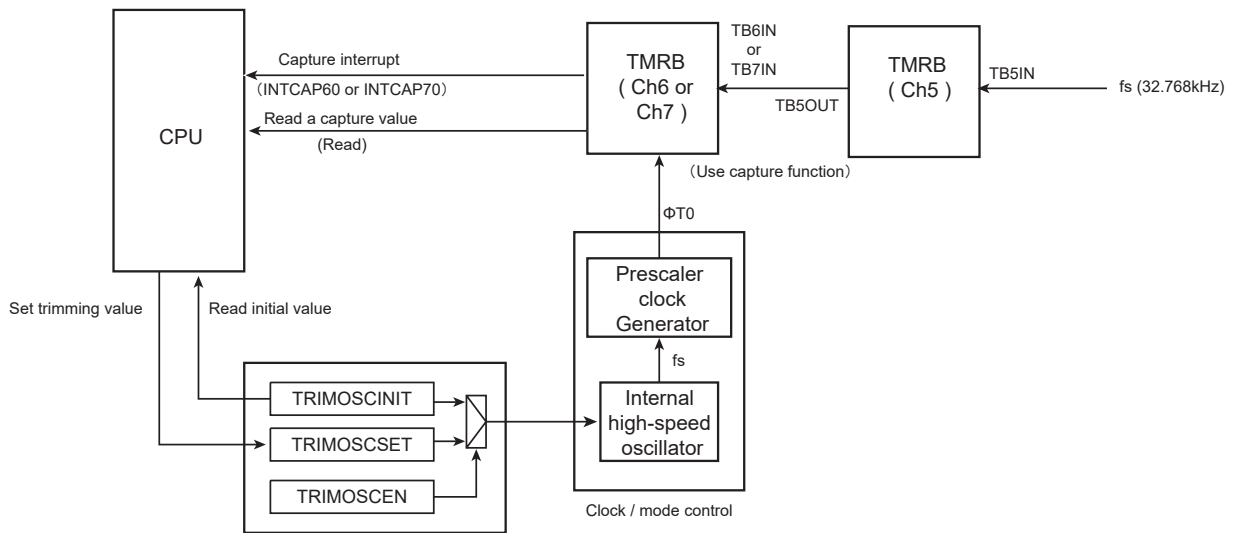 CPU
Capture interrupt
（INTCAP60 or INTCAP70）
Read a capture value
(Read)
TMRB
( Ch6 or
Ch7 )
TB6IN
or
TB7IN
TB5OUT
TMRB
( Ch5 )
TB5IN
fs (32.768kHz)
（Use capture function）
ΦT0
Prescaler
clock
Generator
fs
Internal
high-speed
oscillator
Clock / mode control
Set trimming value
Read initial value
TRIMOSCINIT
TRIMOSCSET
TRIMOSCEN